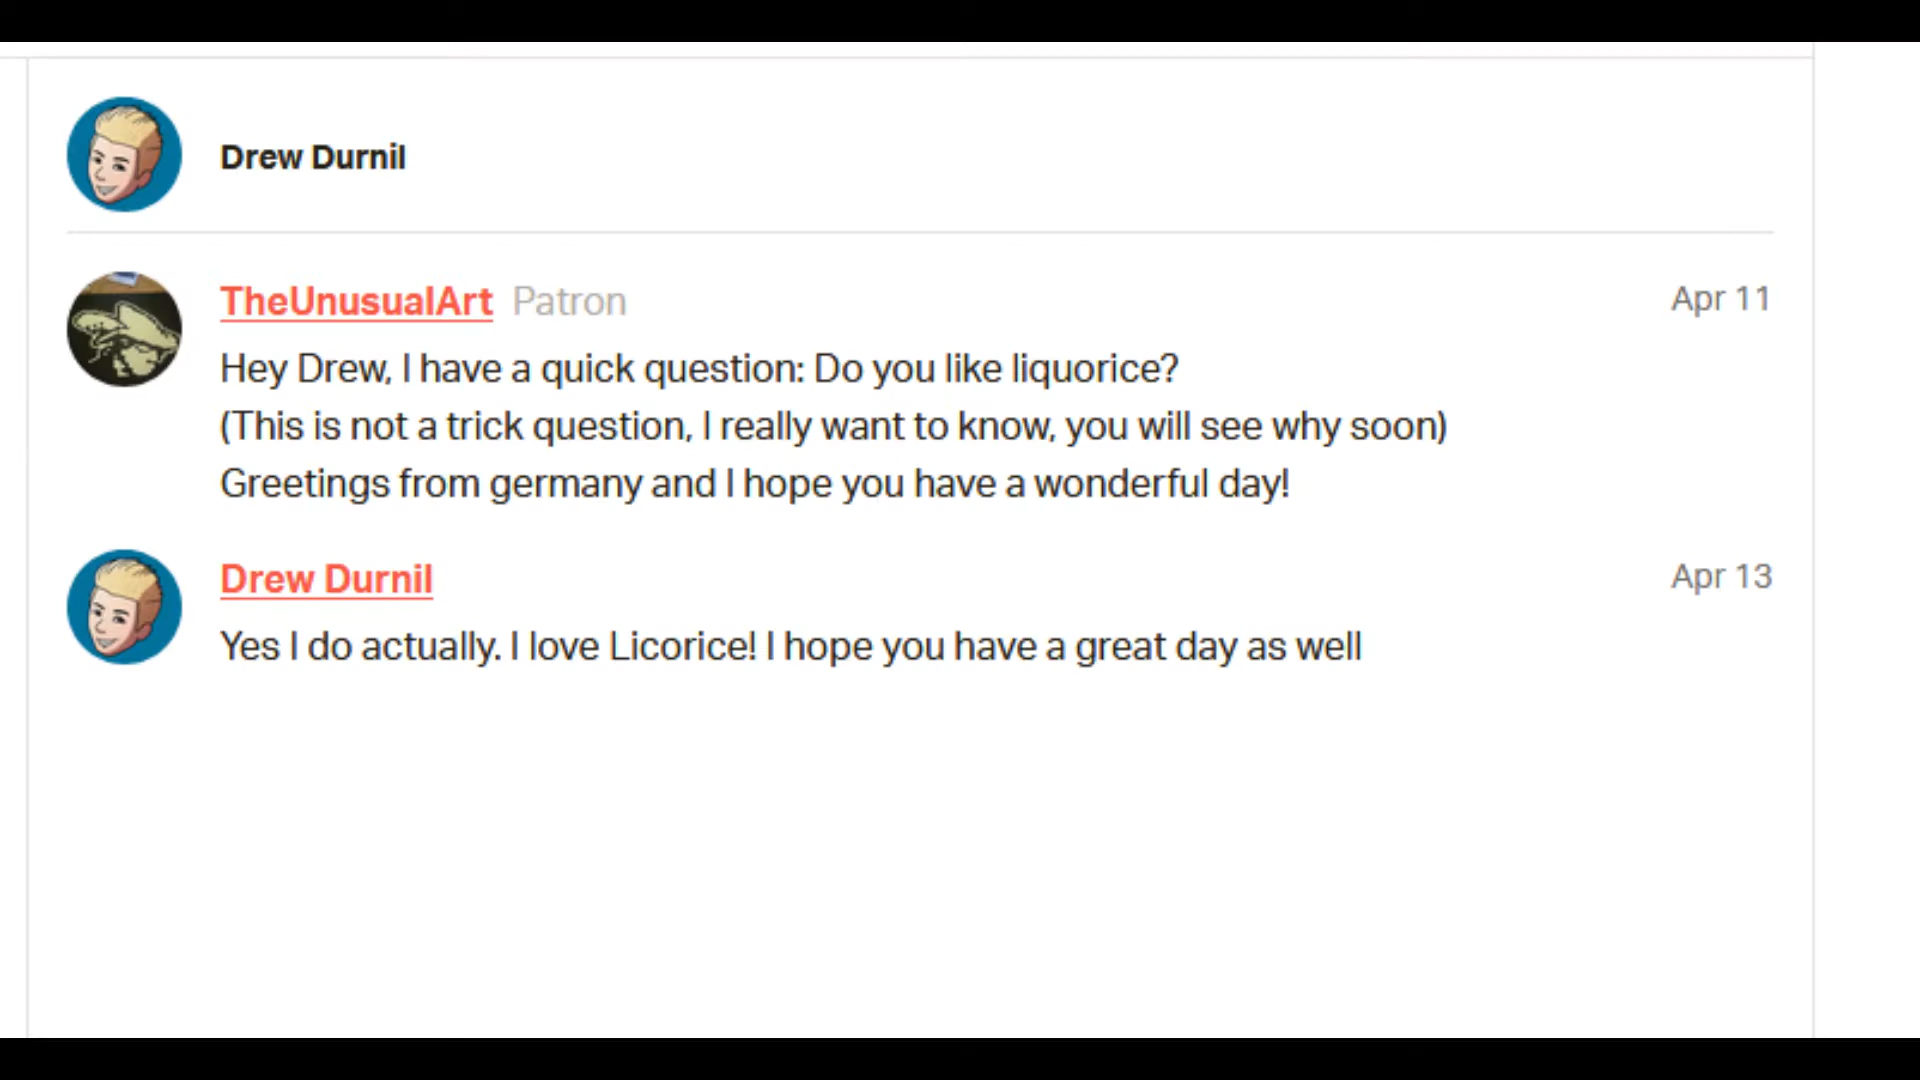 Drew Durnil
TheUnusualArt Patron Apr 11
Hey Drew, I have a quick question: Do you like liquorice?
(This is not a trick question, I really want to know, you will see why soon)
Greetings from germany and I hope you have a wonderful day!
Drew Durnil Apr 13
Yes I do actually. I love Licorice! I hope you have a great day as well